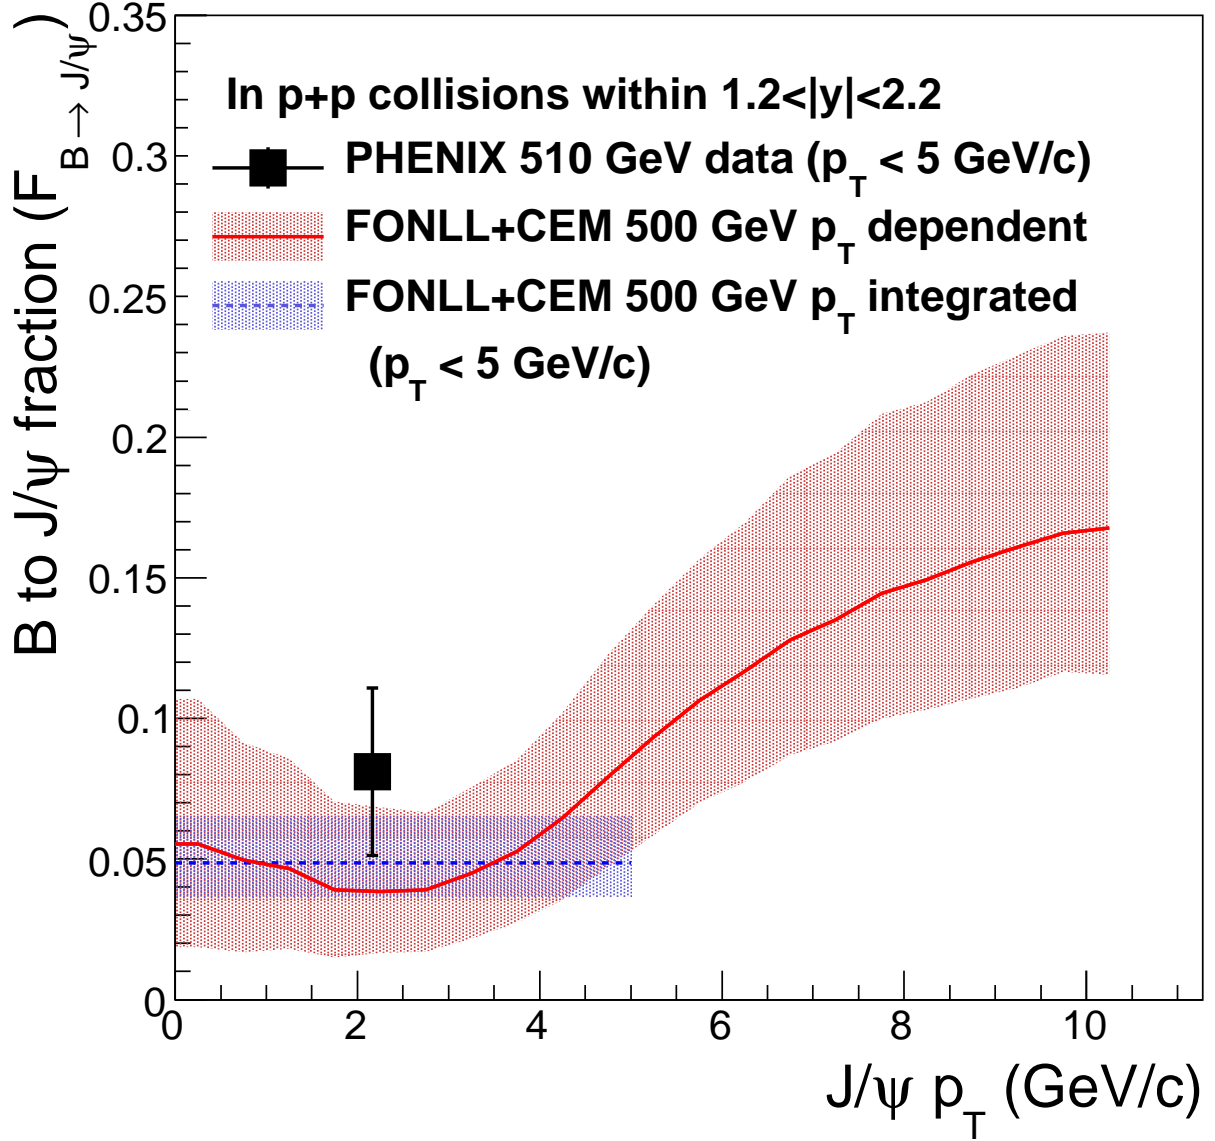 B to J/ψ fraction (F B→ J/ψ)
0.35
0.3
0.25
0.2
0.15
0.1
0.05
0
In p+p collisions within 1.2<|y|<2.2
PHENIX 510 GeV data (pT < 5 GeV/c)
FONLL+CEM 500 GeV pT dependent
FONLL+CEM 500 GeV pT integrated
(pT < 5 GeV/c)
0 2 4 6 8 10
J/ψ pT (GeV/c)